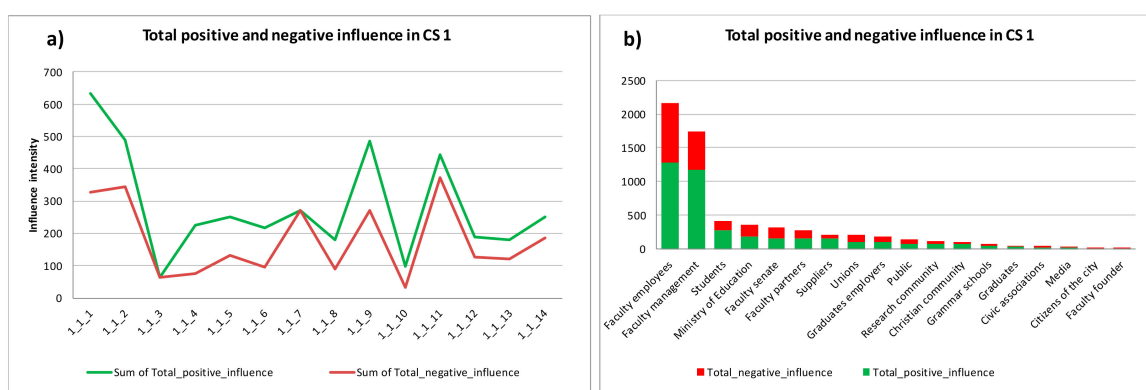 a)
Total positive and negative influence in CS 1
Influence intensity
700
600
500
400
300
200
100
0
1_1_1
1_1_2
1_1_3
1_1_4
1_1_5
1_1_6
1_1_7
1_1_8
1_1_9
1_1_10
1_1_11
1_1_12
1_1_13
1_1_14
Sum of Total_positive_influence
Sum of Total_negative_influence
b)
Total positive and negative influence in CS 1
2500
2000
1500
1000
500
0
Faculty employees
Faculty management
Students
Ministry of Education
Faculty senate
Faculty partners
Suppliers
Unions
Graduates employers
Public
Research community
Christian community
Grammar schools
Graduates
Civic associations
Media
Citizens of the city
Faculty founder
Total_negative_influence
Total_positive_influence